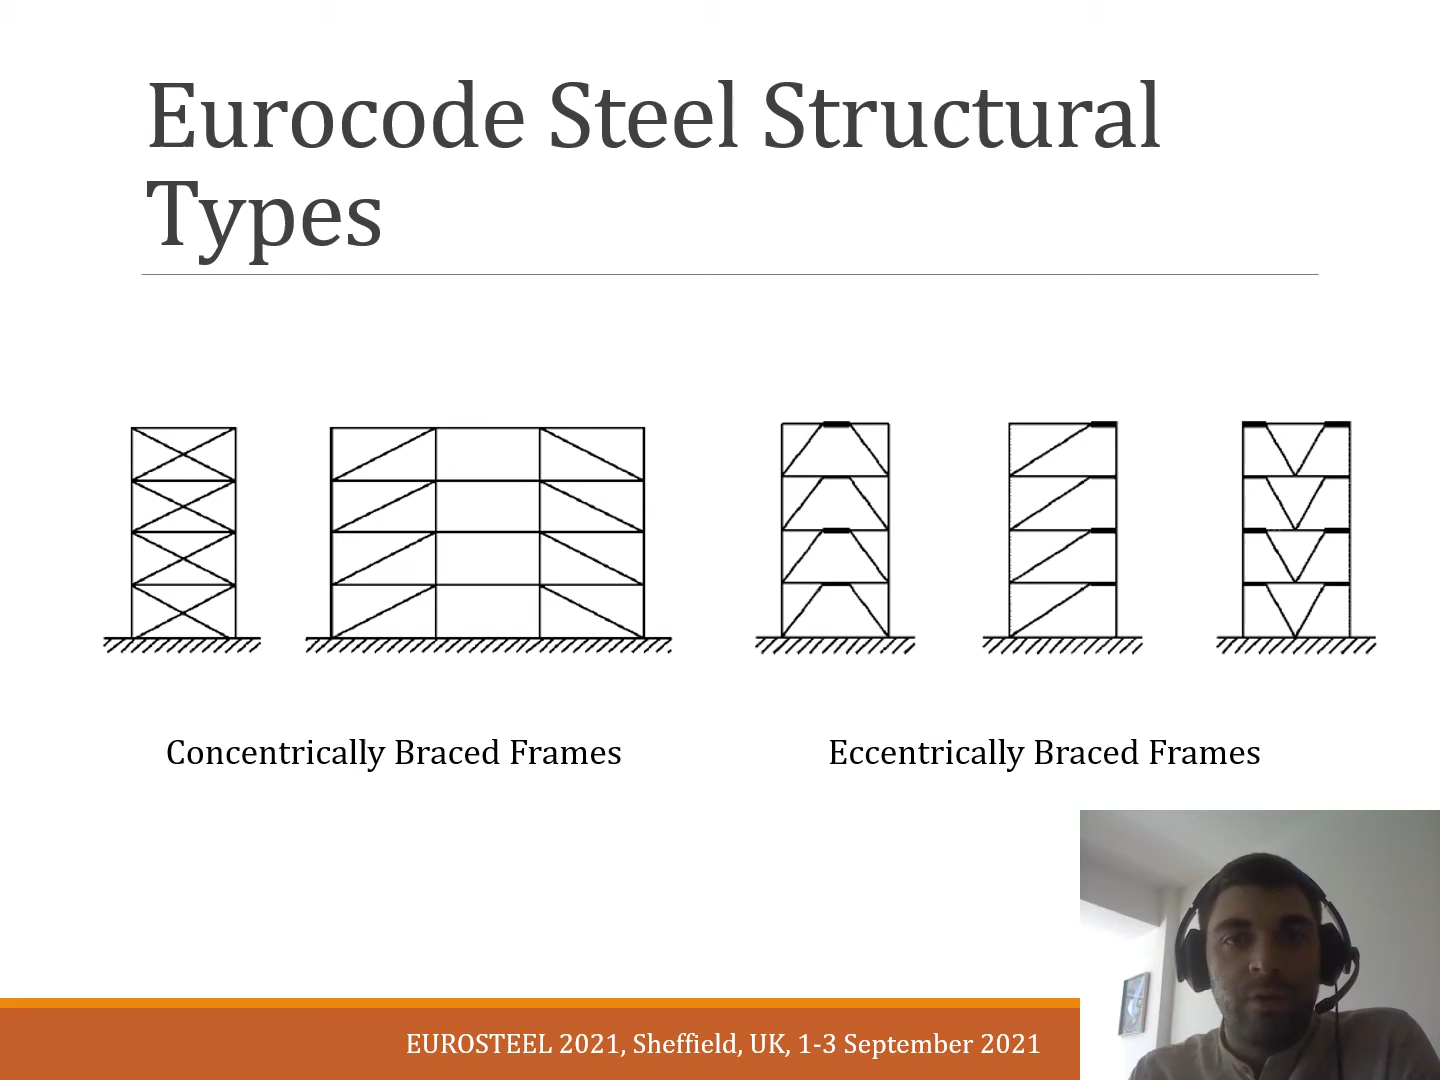 Eurocode Steel Structural
Types
Concentrically Braced Frames
Eccentrically Braced Frames
EUROSTEEL 2021, Sheffield, UK, 1-3 September 2021